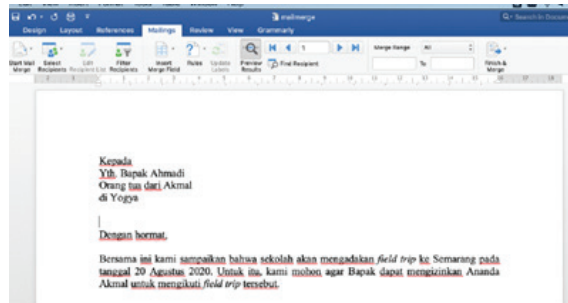 mailmerge
Search in Document
Design Layout References Mailings Review View Grammarly
Start Mail Merge
Select Recipients
Edit Recipient List
Filter Recipients
Insert Merge Field
Rules
Update Labels
Preview Results
1
Find Recipient
Merge Range All
To
Finish & Merge
Kepada
Yth. Bapak Ahmadi
Orang tua dari Akmal
di Yogya
Dengan hormat,
Bersama ini kami sampaikan bahwa sekolah akan mengadakan field trip ke Semarang pada
tanggal 20 Agustus 2020. Untuk itu, kami mohon agar Bapak dapat mengizinkan Ananda
Akmal untuk mengikuti field trip tersebut.